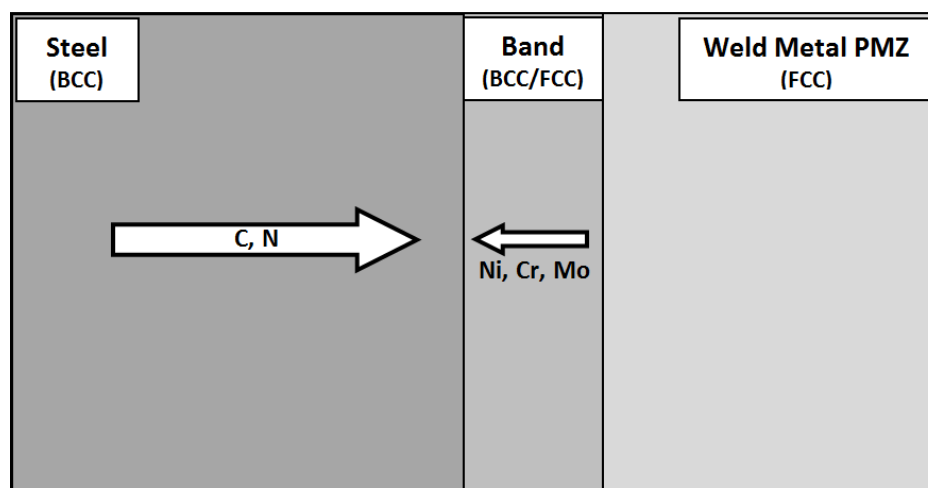 Steel
(BCC)
Band
(BCC/FCC)
Weld Metal PMZ
(FCC)
C, N
Ni, Cr, Mo